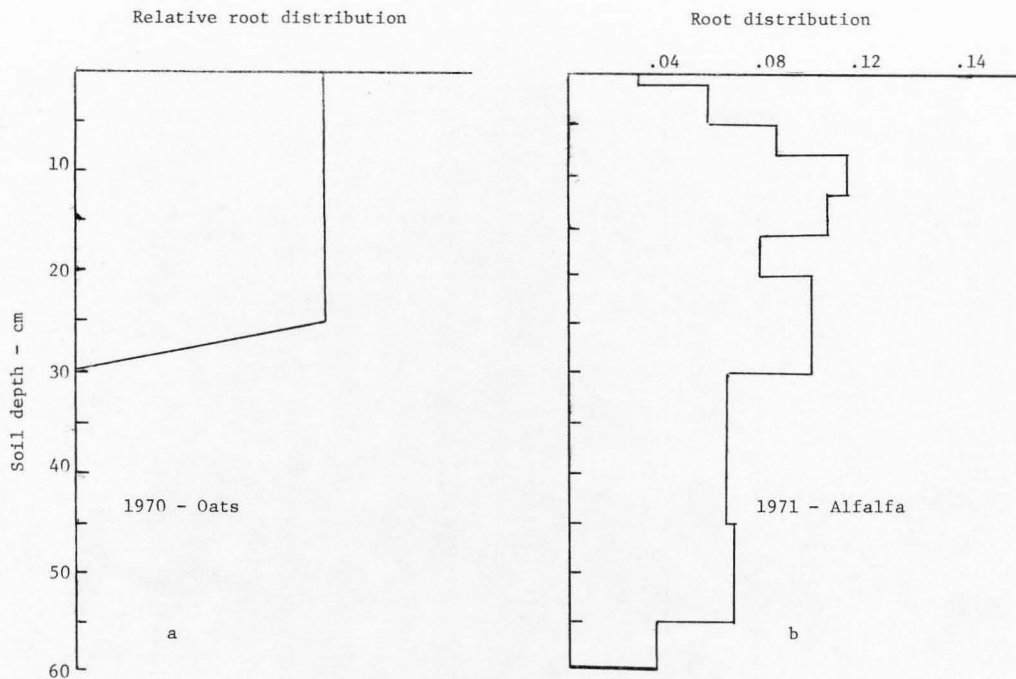 Relative root distribution
Root distribution
.04 .08 .12 .14
10
20
30
40
50
60
Soil depth - cm
1970 - Oats
1971 - Alfalfa
a
b